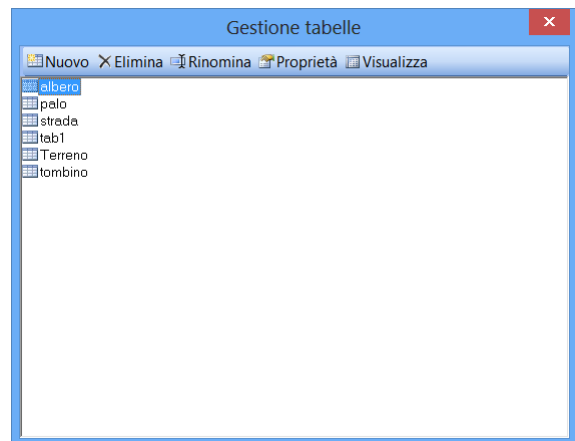 Gestione tabelle
Nuovo Elimina Rinomina Proprietà Visualizza
albero
palo
strada
tab1
Terreno
tombino